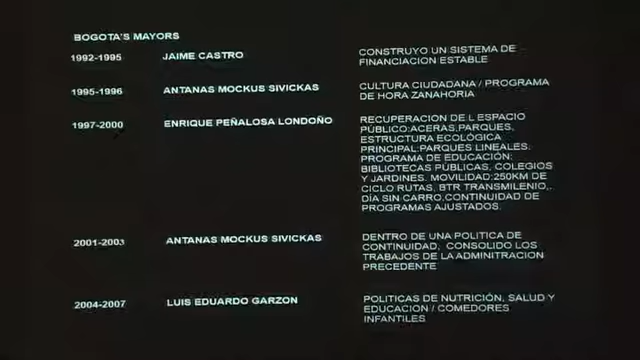 BOGOTA'S MAYORS
1992-1995 JAIME CASTRO CONSTRUYO UN SISTEMA DE
FINANCIACION ESTABLE
1995-1996 ANTANAS MOCKUS SIVICKAS CULTURA CIUDADANA / PROGRAMA
DE HORA ZANAHORIA
1997-2000 ENRIQUE PEÑALOSA LONDOÑO RECUPERACION DE L ESPACIO
PÚBLICO:ACERAS,PARQUES,
ESTRUCTURA ECOLÓGICA
PRINCIPAL:PARQUES LINEALES.
PROGRAMA DE EDUCACIÓN:
BIBLIOTECAS PÚBLICAS, COLEGIOS
Y JARDINES. MOVILIDAD:250KM DE
CICLO RUTAS, BTR TRANSMILENIO,.
DÍA SIN CARRO,CONTINUIDAD DE
PROGRAMAS AJUSTADOS.
2001-2003 ANTANAS MOCKUS SIVICKAS DENTRO DE UNA POLITICA DE
CONTINUIDAD, CONSOLIDO LOS
TRABAJOS DE LA ADMINITRACION
PRECEDENTE
2004-2007 LUIS EDUARDO GARZON POLITICAS DE NUTRICIÓN, SALUD Y
EDUCACION / COMEDORES
INFANTILES